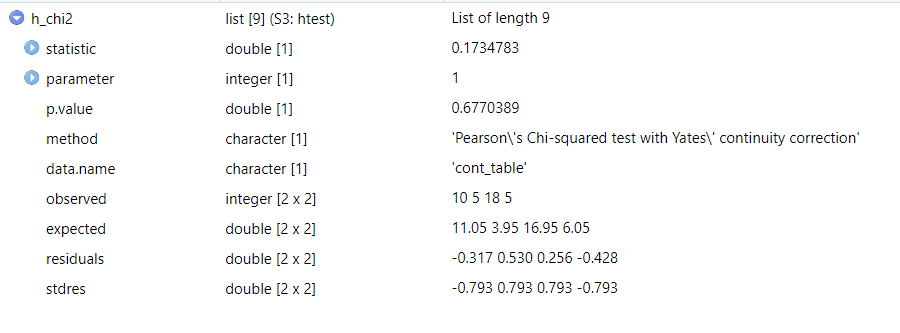 h_chi2 list [9] (S3: htest) List of length 9
statistic double [1] 0.1734783
parameter integer [1] 1
p.value double [1] 0.6770389
method character [1] 'Pearson\'s Chi-squared test with Yates\' continuity correction'
data.name character [1] 'cont_table'
observed integer [2 x 2] 10 5 18 5
expected double [2 x 2] 11.05 3.95 16.95 6.05
residuals double [2 x 2] -0.317 0.530 0.256 -0.428
stdres double [2 x 2] -0.793 0.793 0.793 -0.793